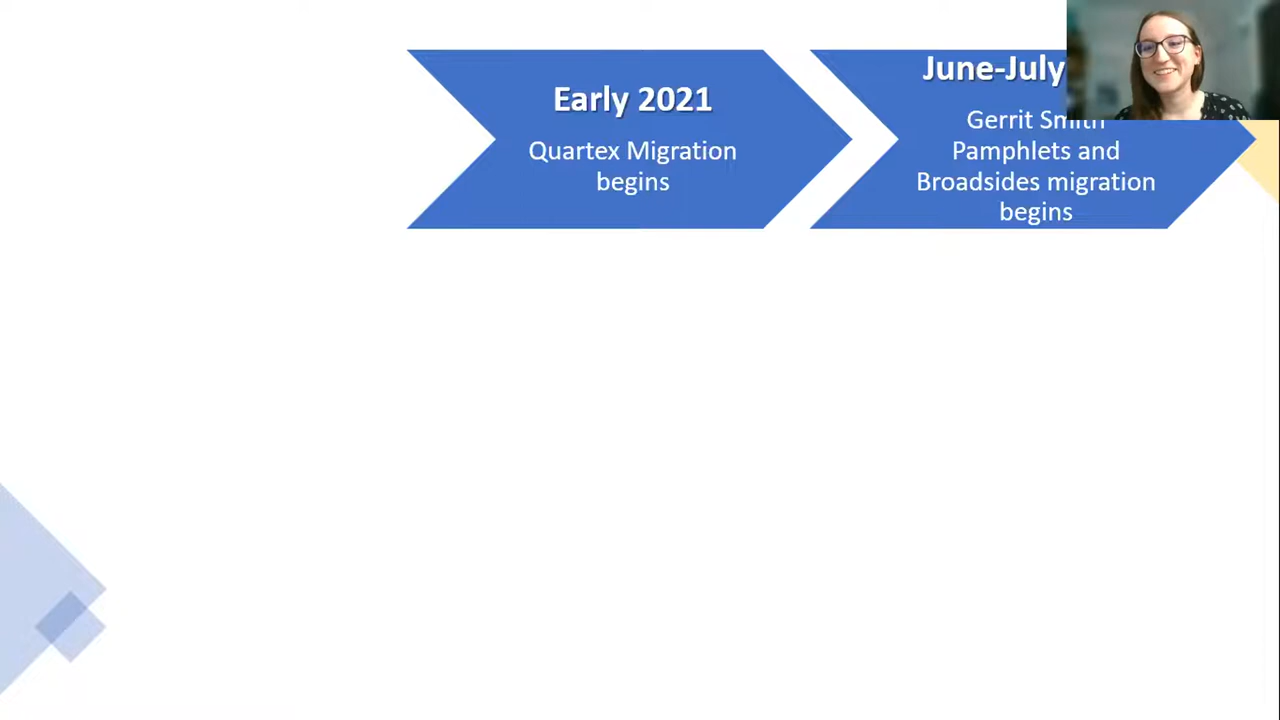 Early 2021
Quartex Migration
begins
June-July
Gerrit Smith
Pamphlets and
Broadsides migration
begins